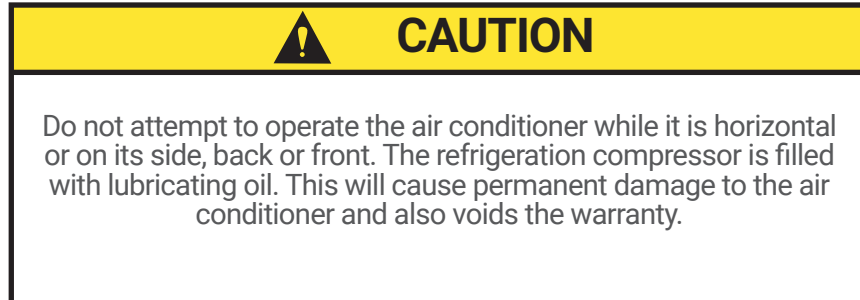 CAUTION
Do not attempt to operate the air conditioner while it is horizontal
or on its side, back or front. The refrigeration compressor is filled
with lubricating oil. This will cause permanent damage to the air
conditioner and also voids the warranty.